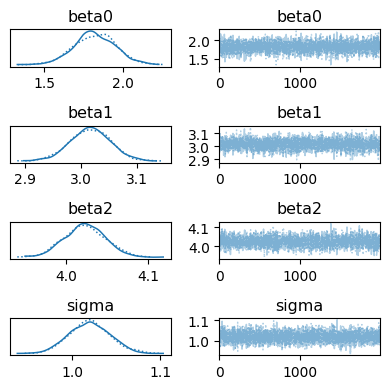 beta0 beta0
2.0
1.5
1.5 2.0 0 1000
beta1 beta1
3.1
3.0
2.9
2.9 3.0 3.1 0 1000
beta2 beta2
4.1
4.0
4.0 4.1 0 1000
sigma sigma
1.1
1.0
1.0 1.1 0 1000